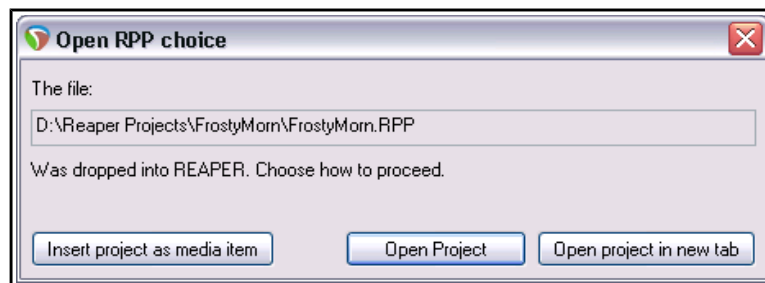 Open RPP choice
The file:
D:\Reaper Projects\FrostyMorn\FrostyMorn.RPP
Was dropped into REAPER. Choose how to proceed.
Insert project as media item Open Project Open project in new tab